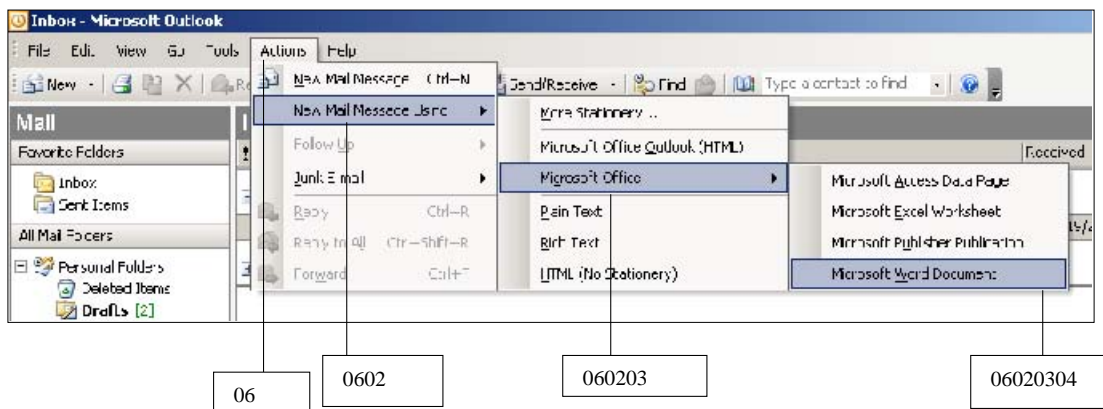 Inbox - Microsoft Outlook
File Edit View Go Tools Actions Help
New Send/Receive Find Type a contact to find
Mail
Favorite Folders
Inbox
Sent Items
All Mail Folders
Personal Folders
Deleted Items
Drafts [2]
New Mail Message Ctrl+N
New Mail Message Using
Follow Up
Junk E-mail
Reply Ctrl+R
Reply to All Ctrl+Shift+R
Forward Ctrl+F
More Stationery...
Microsoft Office Outlook (HTML)
Microsoft Office
Plain Text
Rich Text
HTML (No Stationery)
Received
Microsoft Access Data Page
Microsoft Excel Worksheet
Microsoft Publisher Publication
Microsoft Word Document
06
0602
060203
06020304